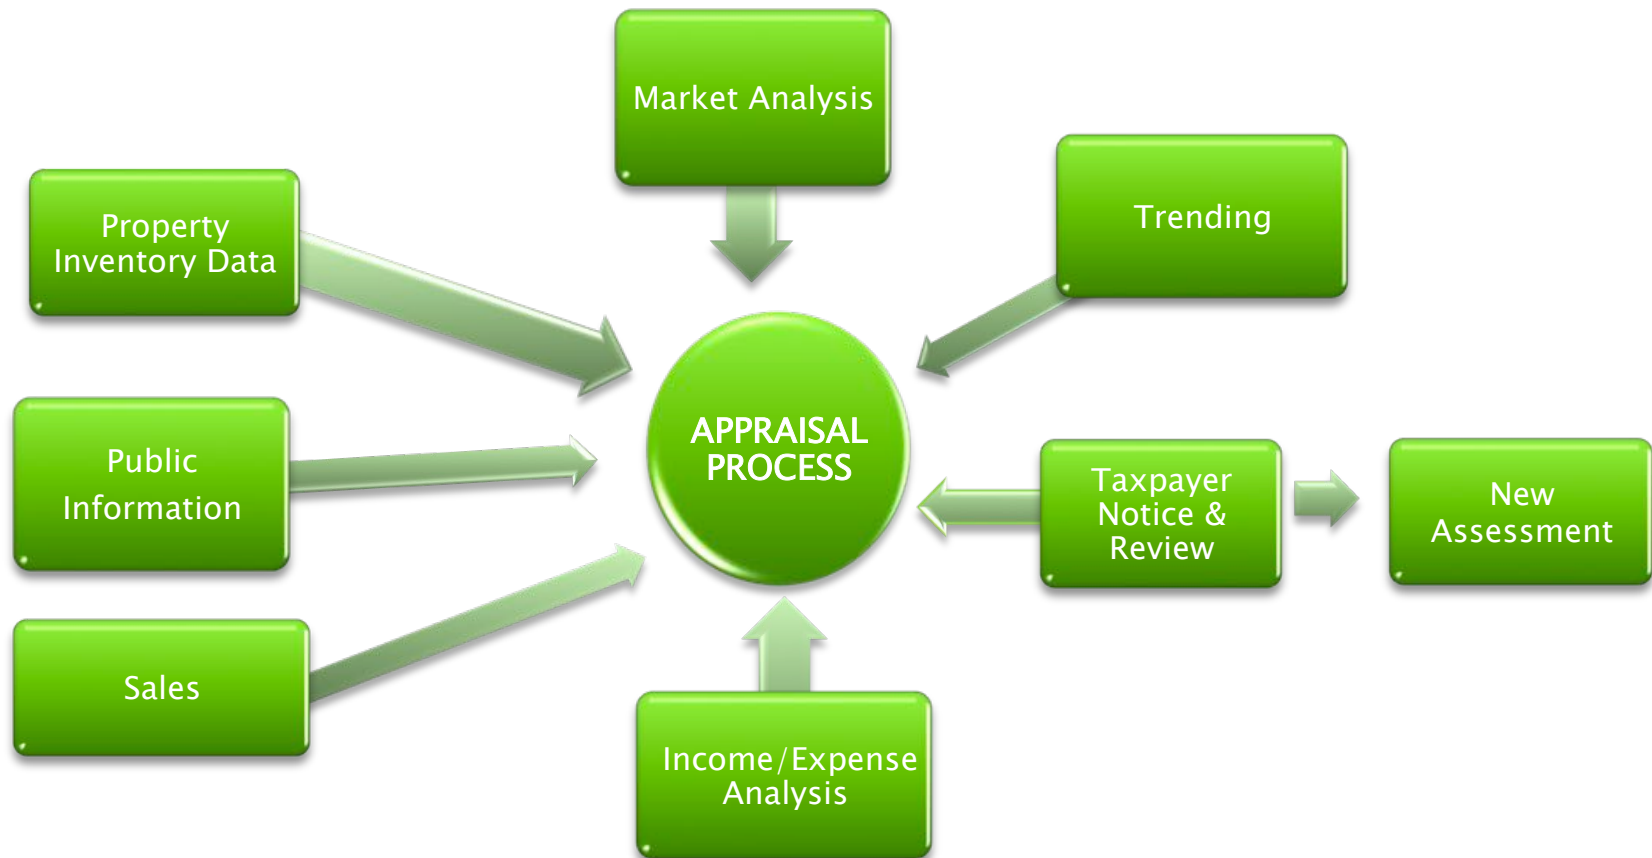 Market Analysis
Property
Inventory Data
Trending
Public
Information
APPRAISAL
PROCESS
Taxpayer
Notice &
Review
New
Assessment
Sales
Income/Expense
Analysis